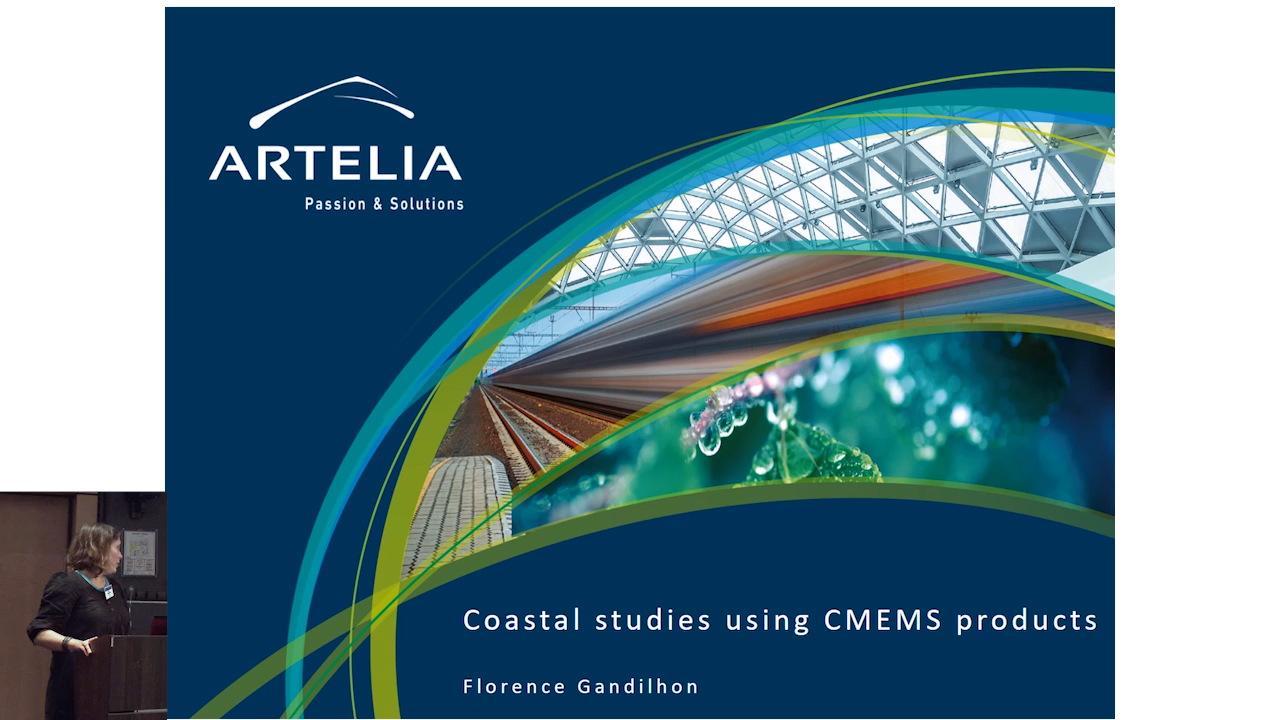 ARTELIA
Passion & Solutions
Coastal studies using CMEMS products
Florence Gandilhon